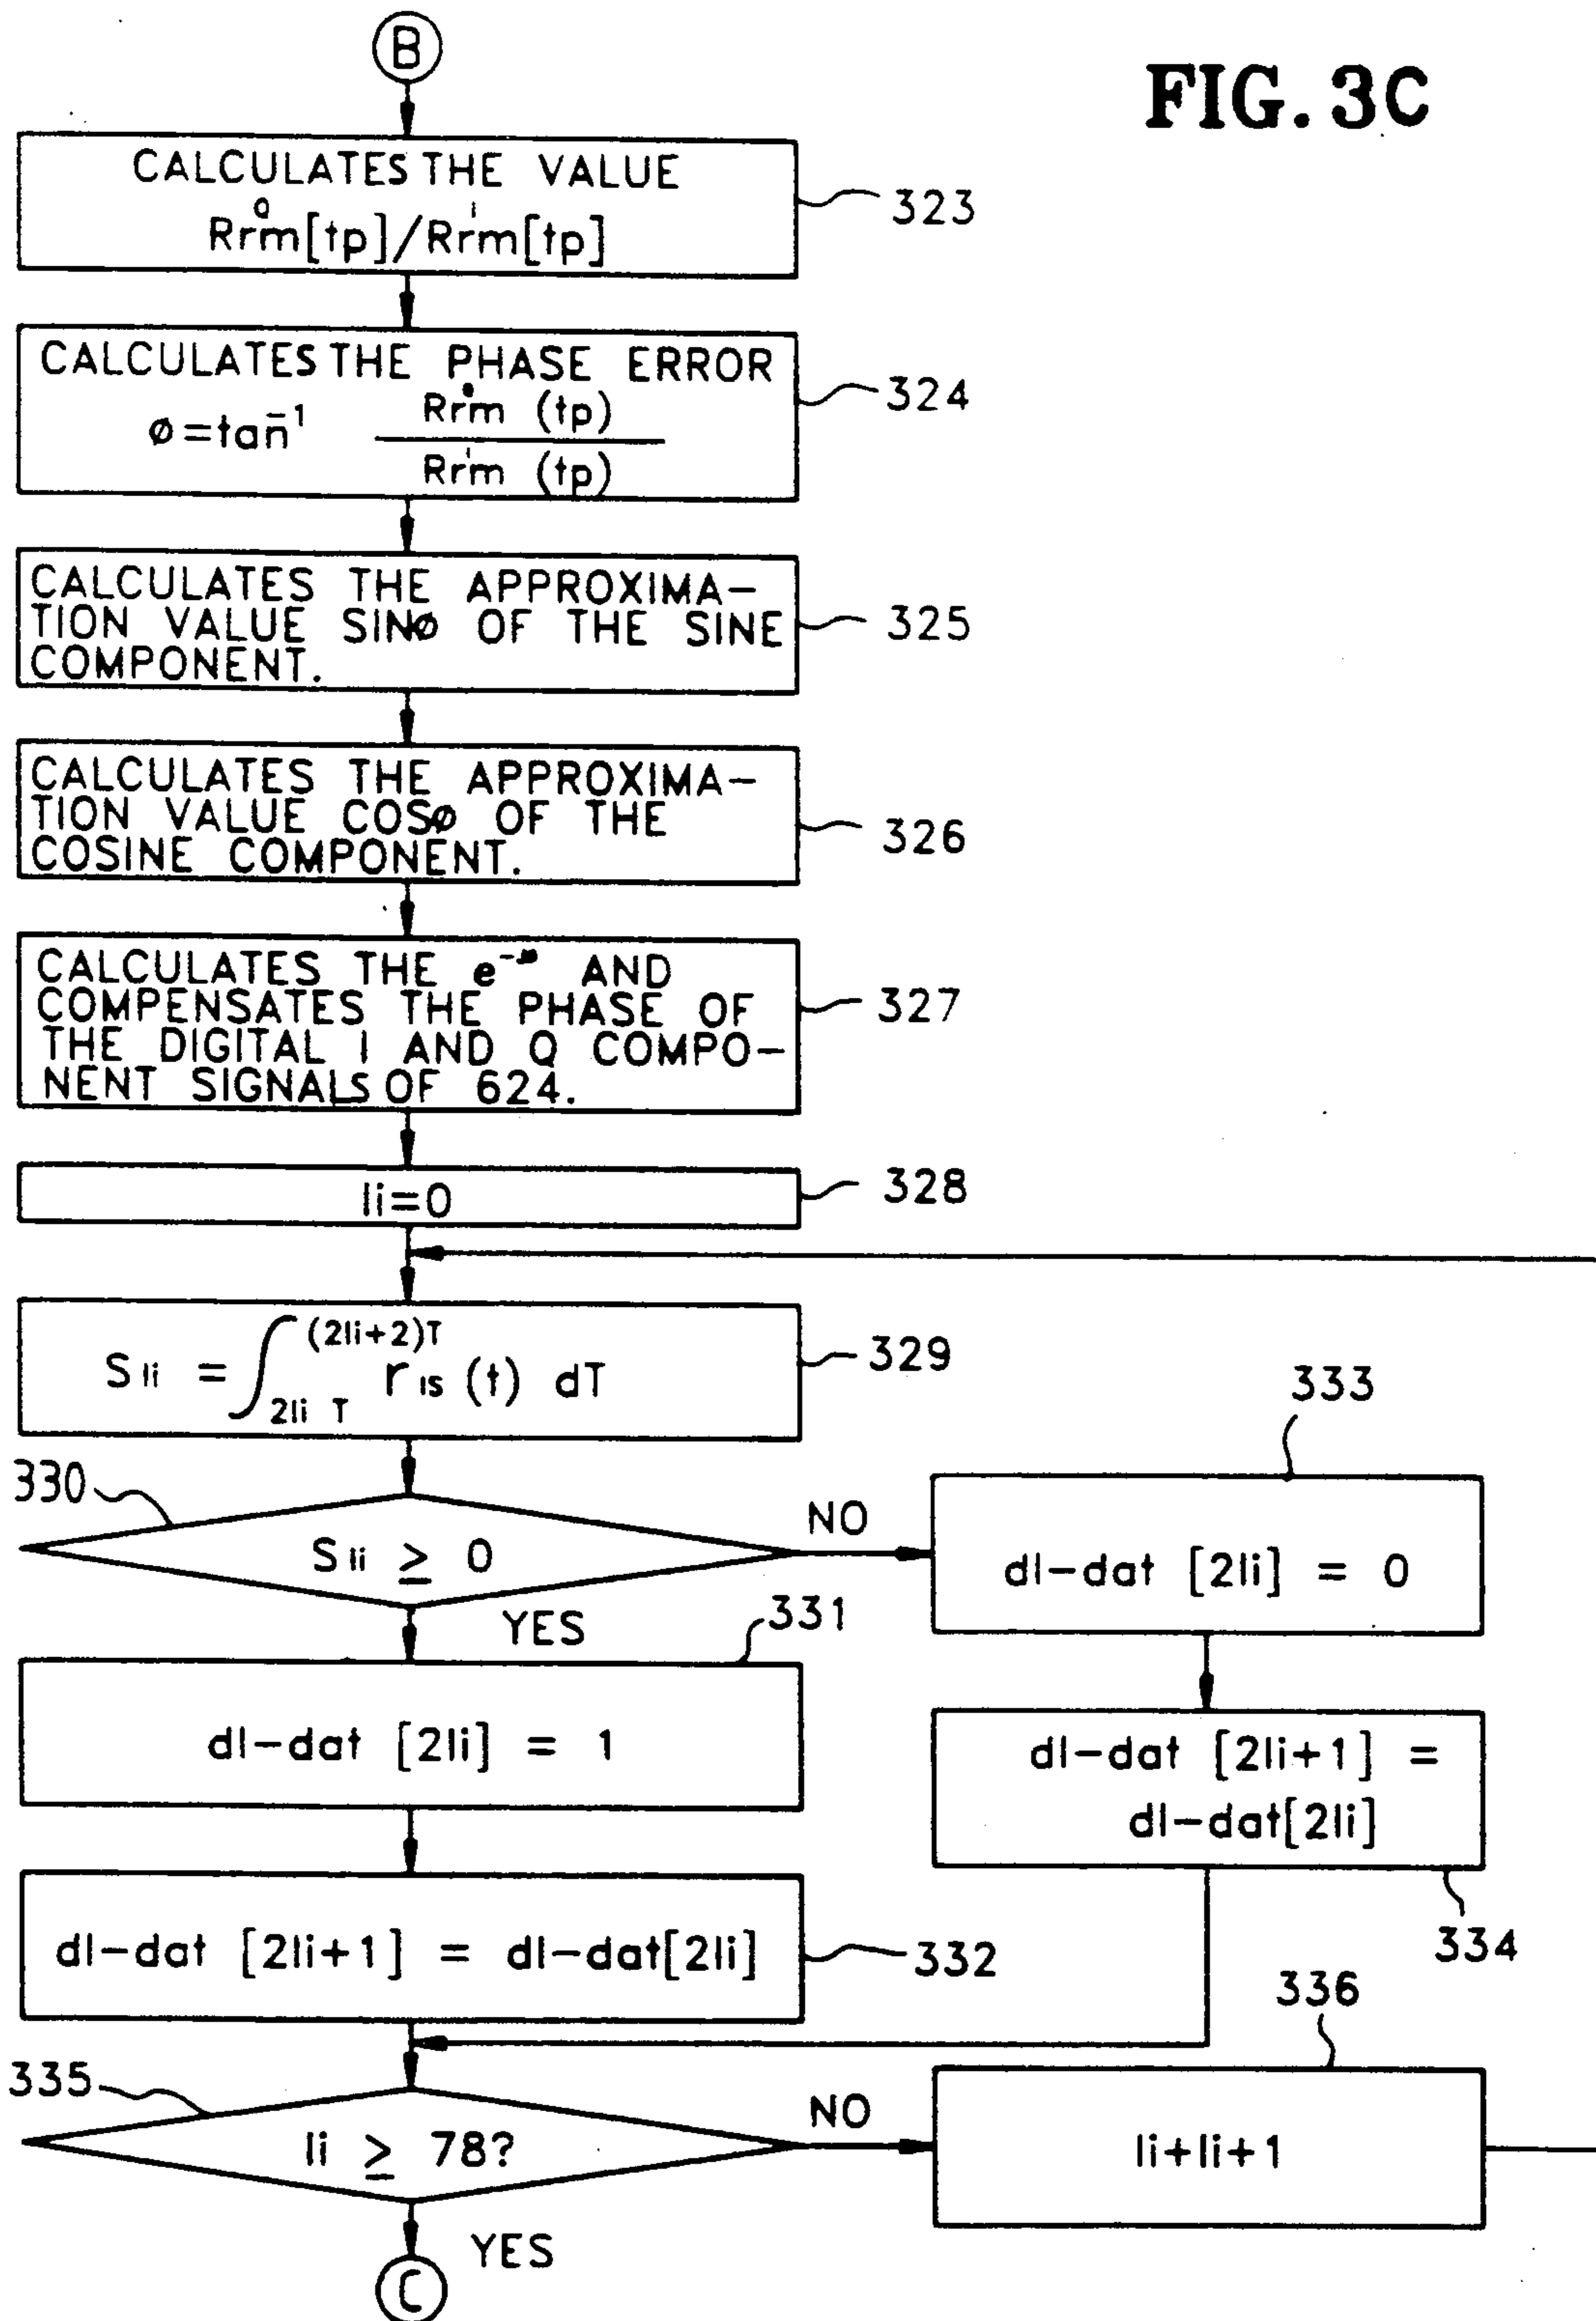 B
FIG. 3C
CALCULATES THE VALUE
Rrm[tp]/Rrm[tp]
323
CALCULATES THE PHASE ERROR
ø=tan⁻¹ Rrm (tp)
Rrm (tp)
324
CALCULATES THE APPROXIMA-
TION VALUE SINø OF THE SINE
COMPONENT.
325
CALCULATES THE APPROXIMA-
TION VALUE COSø OF THE
COSINE COMPONENT.
326
CALCULATES THE e AND
COMPENSATES THE PHASE OF
THE DIGITAL I AND Q COMPO-
NENT SIGNALS OF 624.
327
li=0
328
(2li+2)T
S li = ∫ r is (t) dT
2li T
329
330
S li ≥ 0
NO
333
dl-dat [2li] = 0
YES
331
dl-dat [2li] = 1
dl-dat [2li+1] =
dl-dat[2li]
334
dl-dat [2li+1] = dl-dat[2li]
332
335
li ≥ 78?
NO
336
li+li+1
YES
C